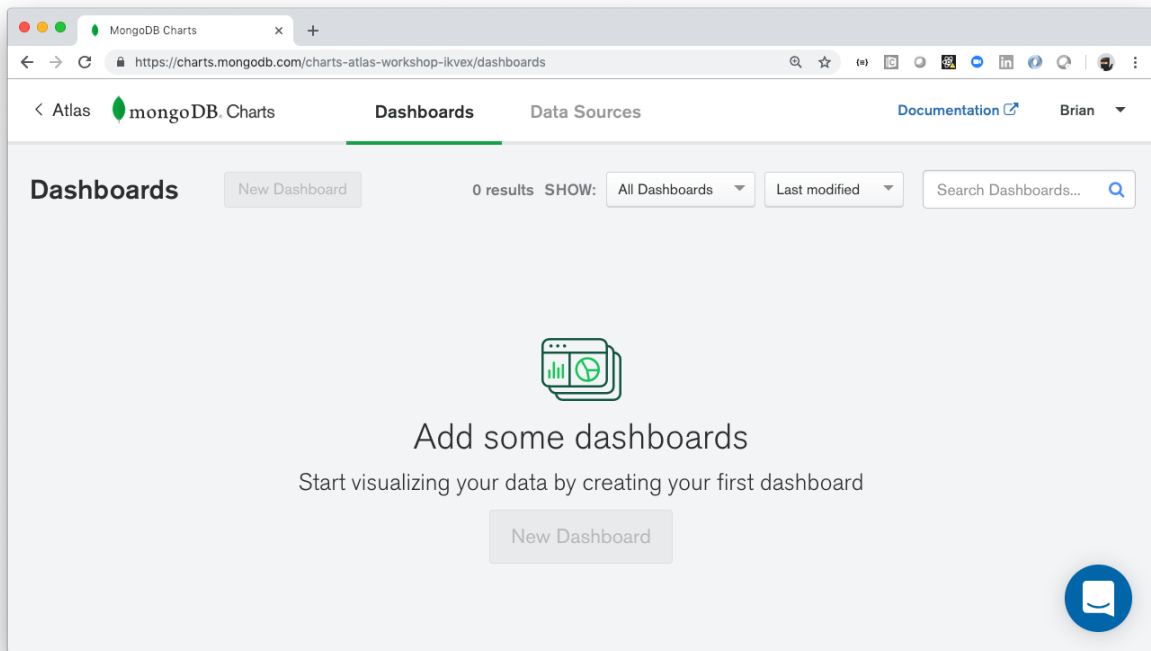 MongoDB Charts
https://charts.mongodb.com/charts-atlas-workshop-ikvex/dashboards
Atlas mongoDB. Charts Dashboards Data Sources Documentation Brian
Dashboards New Dashboard 0 results SHOW: All Dashboards Last modified Search Dashboards...
Add some dashboards
Start visualizing your data by creating your first dashboard
New Dashboard